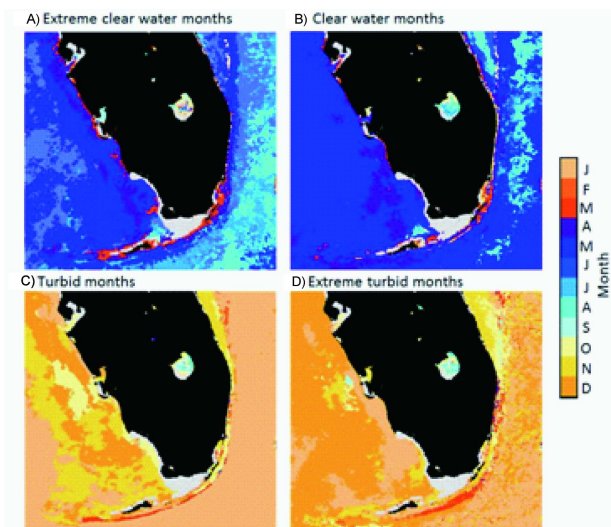 A) Extreme clear water months
B) Clear water months
C) Turbid months
D) Extreme turbid months
J
F
M
A
M
J
J
A
S
O
N
D
Month